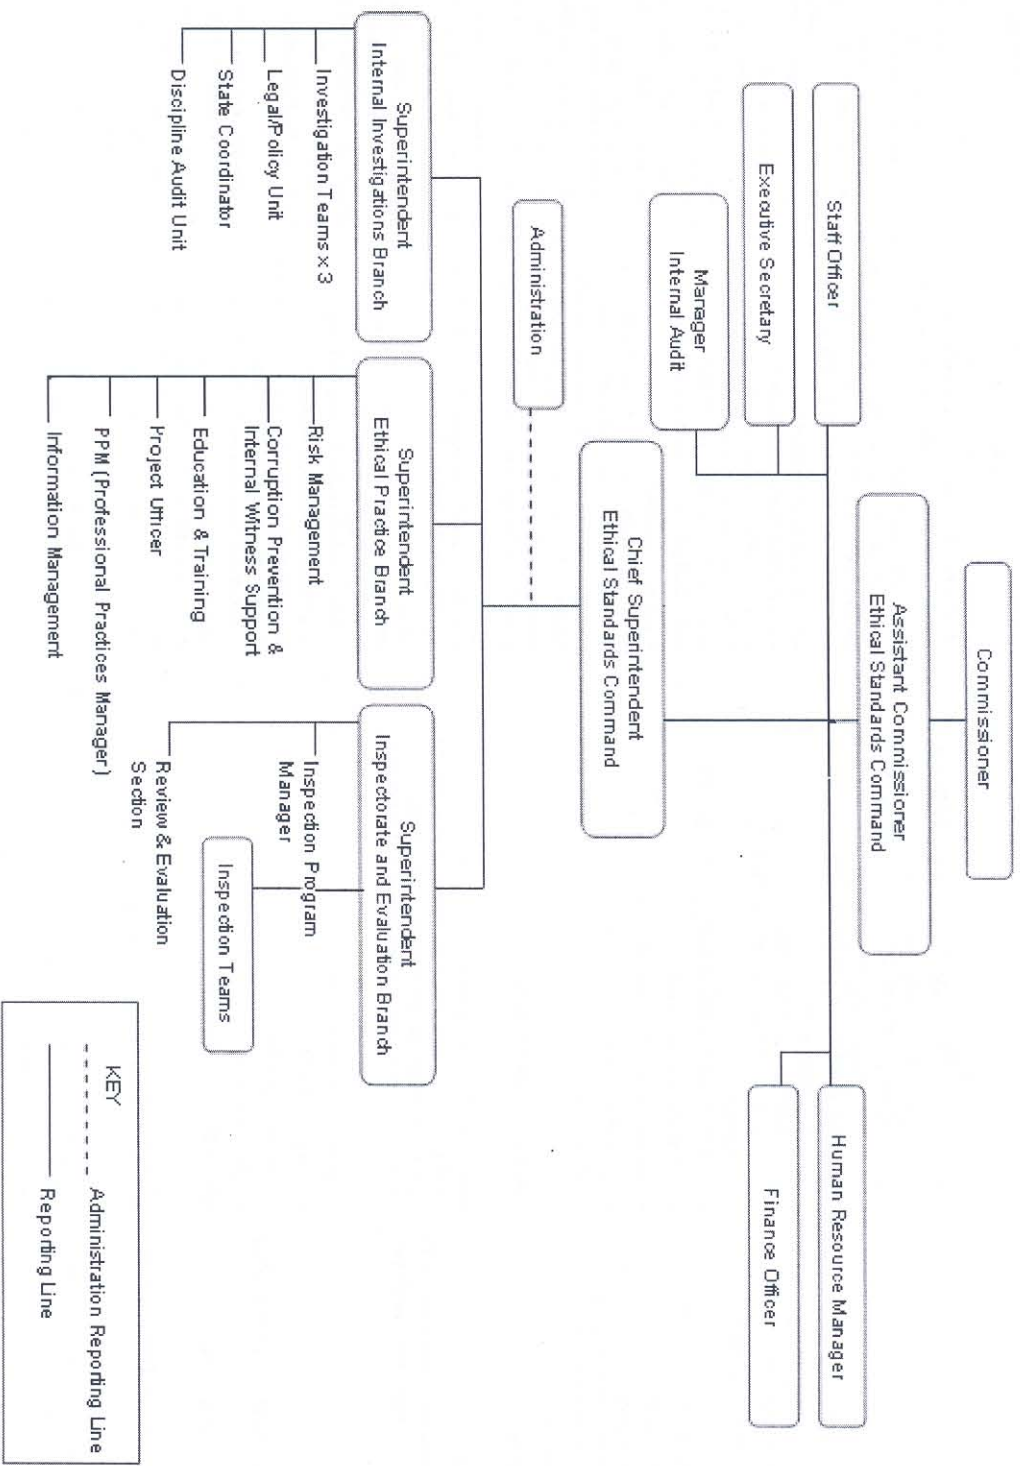 Commissioner
Assistant Commissioner
Ethical Standards Command
Staff Officer
Executive Secretary
Manager
Internal Audit
Human Resource Manager
Finance Officer
Chief Superintendent
Ethical Standards Command
Administration
Superintendent
Internal Investigations Branch
Investigation Teams x 3
Legal/Policy Unit
State Coordinator
Discipline Audit Unit
Superintendent
Ethical Practice Branch
Risk Management
Corruption Prevention &
Internal Witness Support
Education & Training
Project Officer
PPM (Professional Practices Manager)
Information Management
Superintendent
Inspectorate and Evaluation Branch
Inspection Program
Manager
Review & Evaluation
Section
Inspection Teams
KEY
Administration Reporting Line
Reporting Line